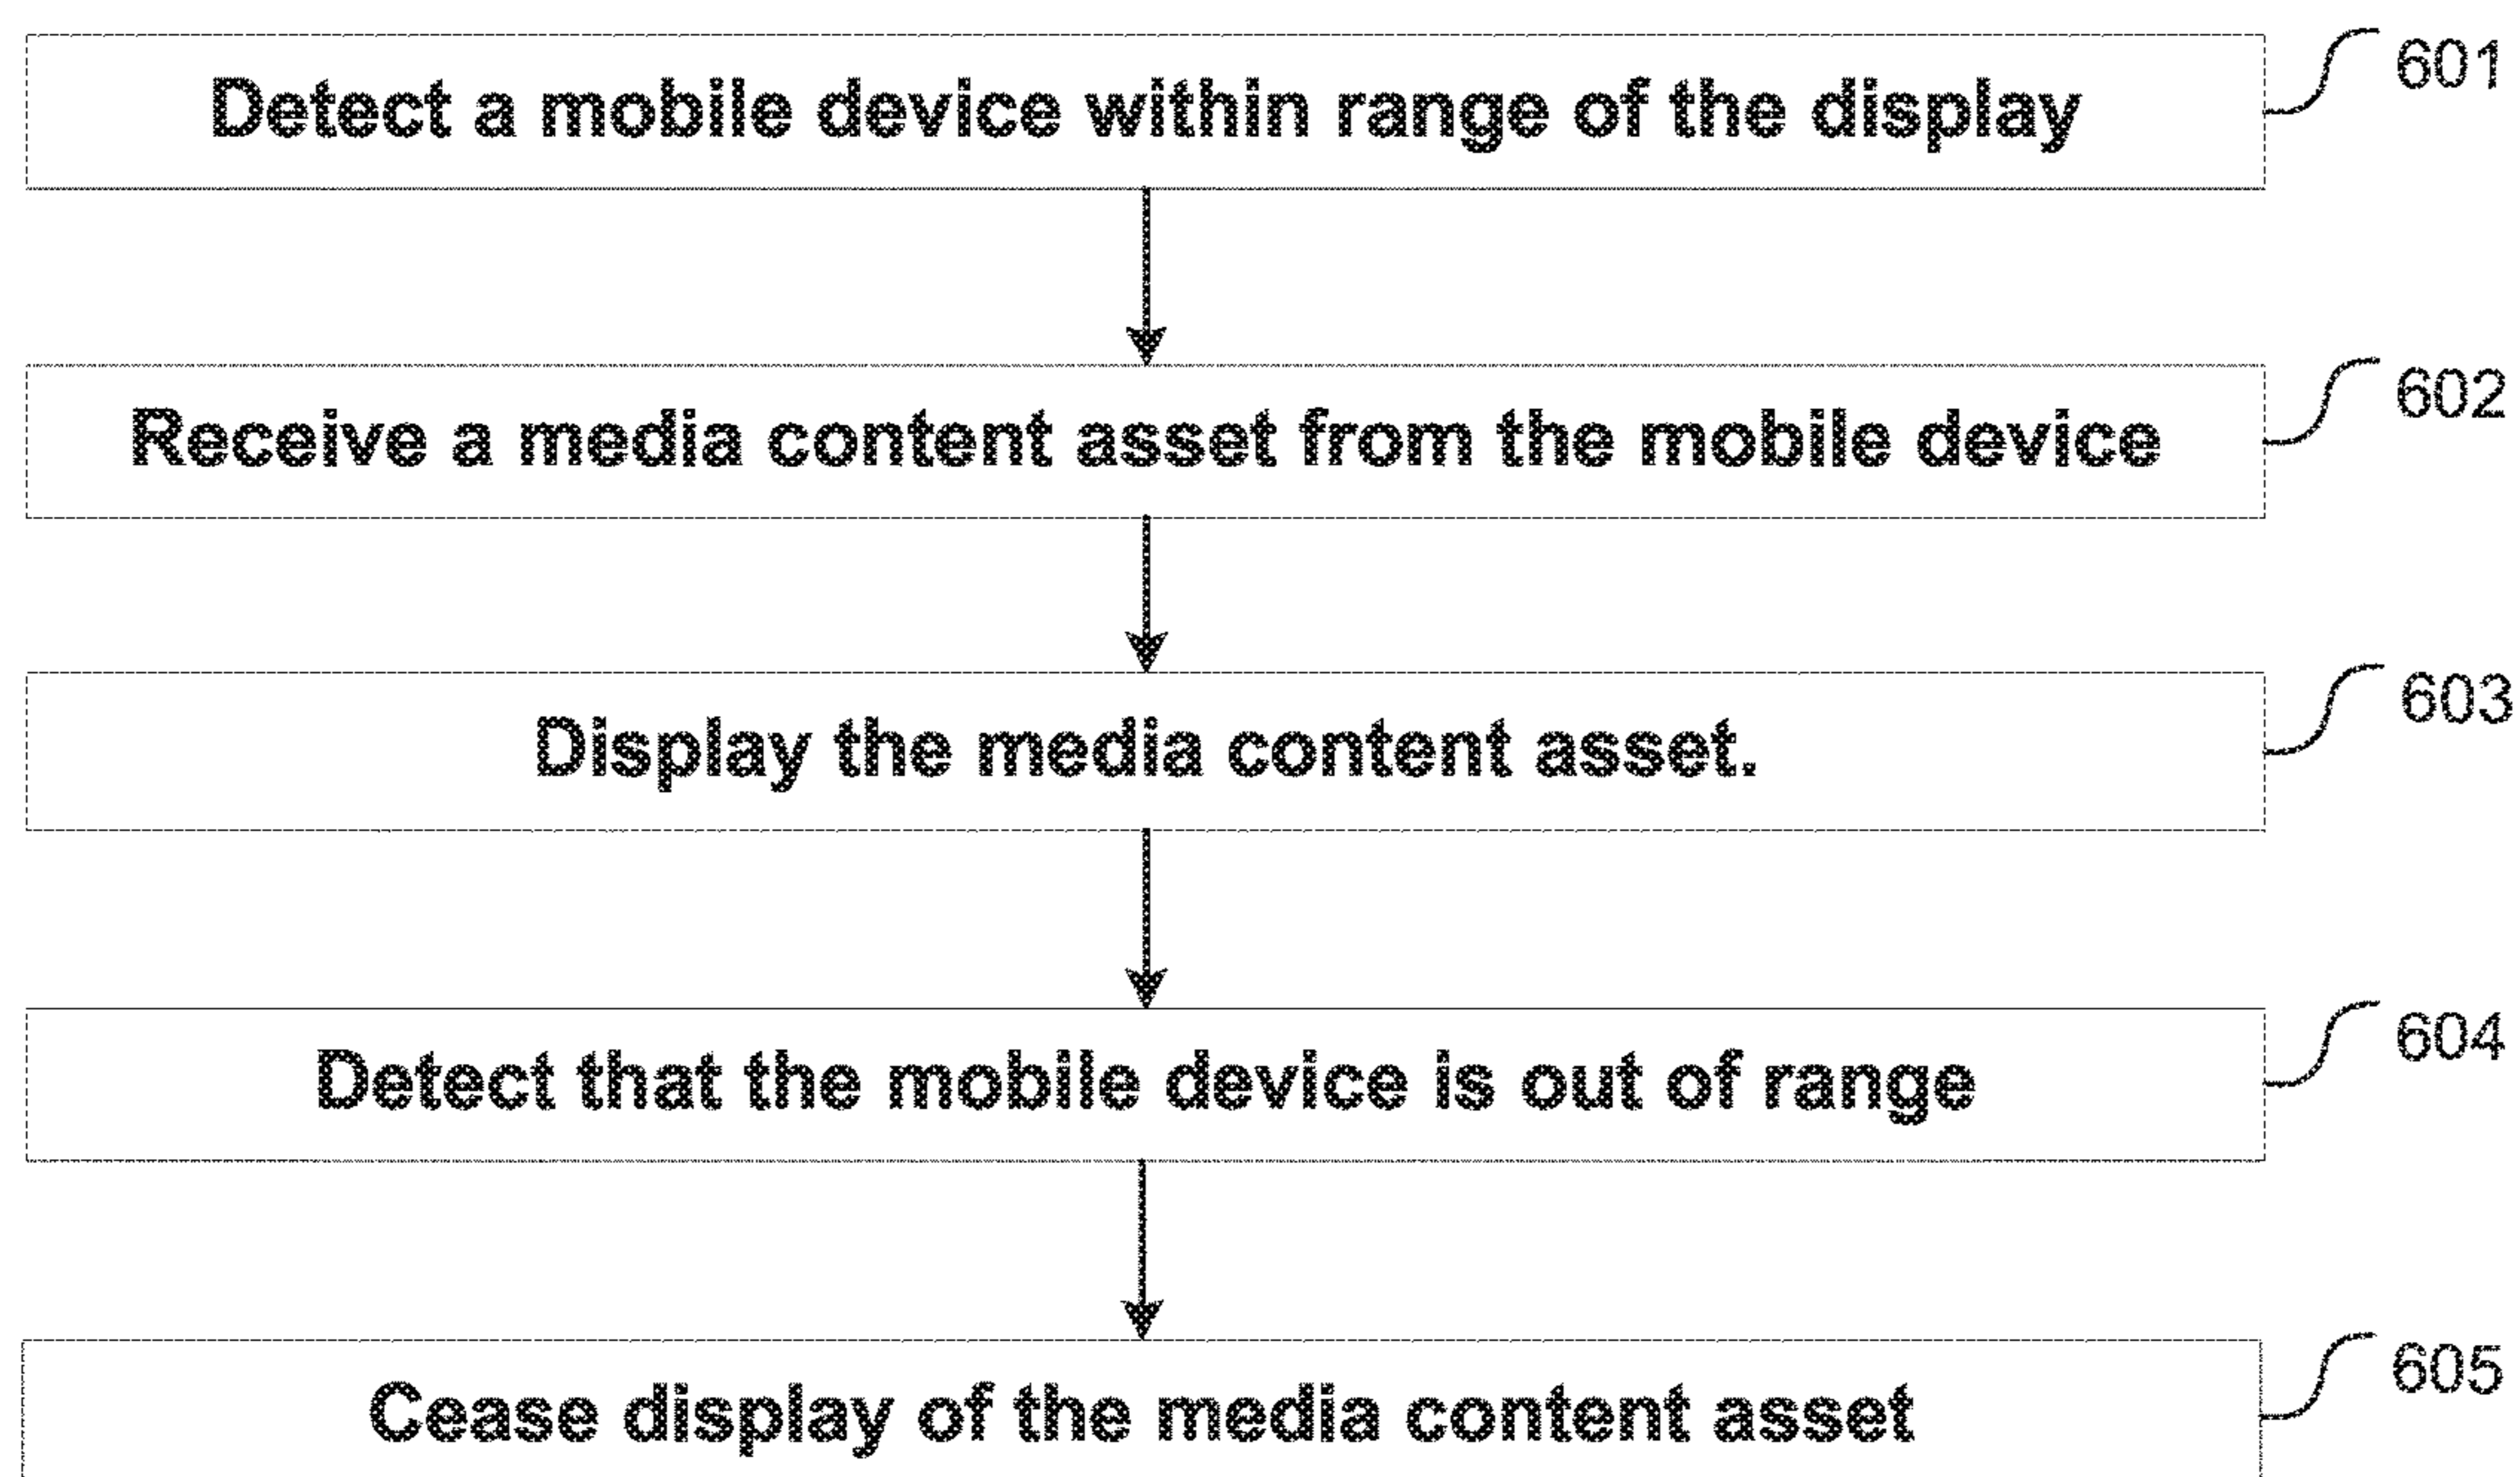 Detect a mobile device within range of the display
601
Receive a media content asset from the mobile device
602
Display the media content asset.
603
Detect that the mobile device is out of range
604
Cease display of the media content asset
605